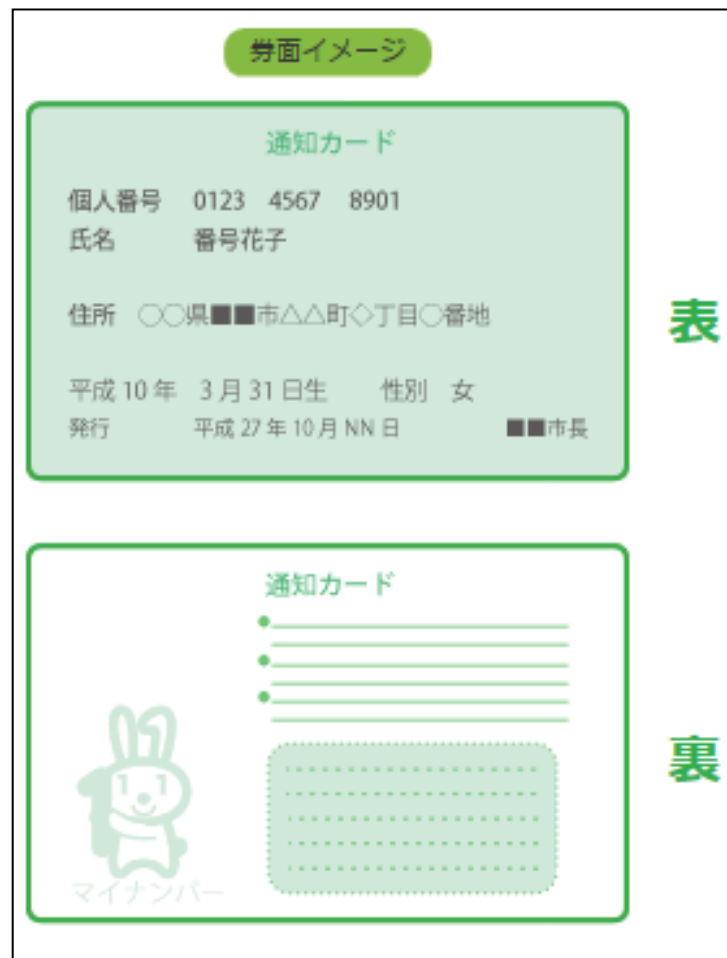 券面イメージ
通知カード
個人番号 0123 4567 8901
氏名 番号花子
住所 ○○県■■市△△町◇丁目○番地
平成10年 3月31日生 性別 女
発行 平成27年10月NN日 ■■市長
表
通知カード
マイナンバー
裏